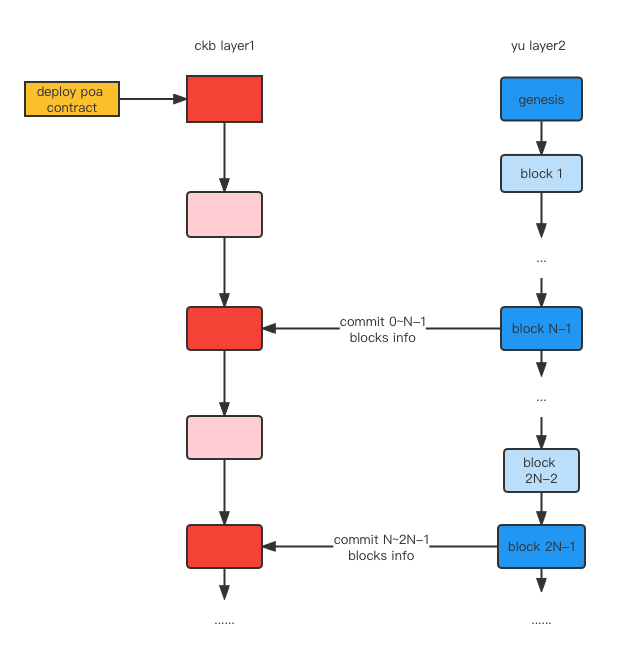 ckb layer1
yu layer2
deploy poa
contract
genesis
block 1
...
commit 0~N-1
blocks info
block N-1
...
block
2N-2
commit N~2N-1
blocks info
block 2N-1
......
......